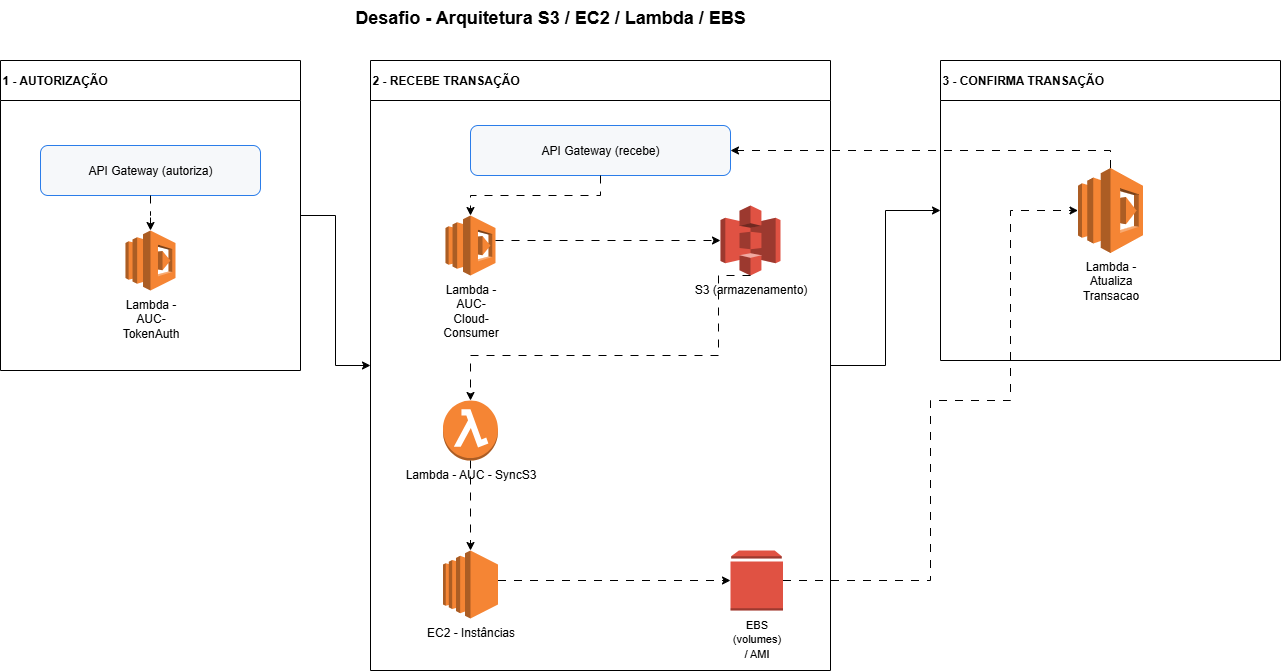 Desafio - Arquitetura S3 / EC2 / Lambda / EBS
1 - AUTORIZAÇÃO
API Gateway (autoriza)
Lambda -
AUC-
TokenAuth
2 - RECEBE TRANSAÇÃO
API Gateway (recebe)
Lambda -
AUC-
Cloud-
Consumer
S3 (armazenamento)
Lambda - AUC - SyncS3
EC2 - Instâncias
EBS
(volumes)
/ AMI
3 - CONFIRMA TRANSAÇÃO
Lambda -
Atualiza
Transacao